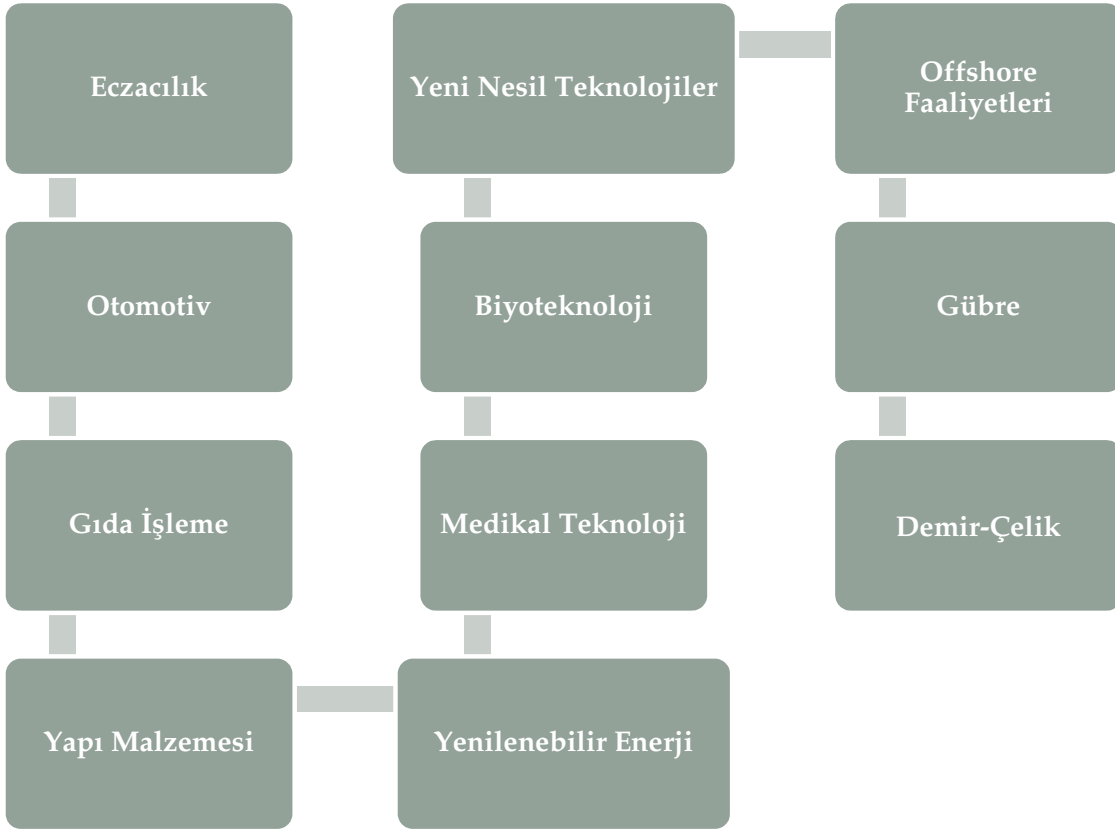 Eczacılık
Otomotiv
Gıda İşleme
Yapı Malzemesi
Yenilenebilir Enerji
Medikal Teknoloji
Biyoteknoloji
Yeni Nesil Teknolojiler
Offshore
Faaliyetleri
Gübre
Demir-Çelik